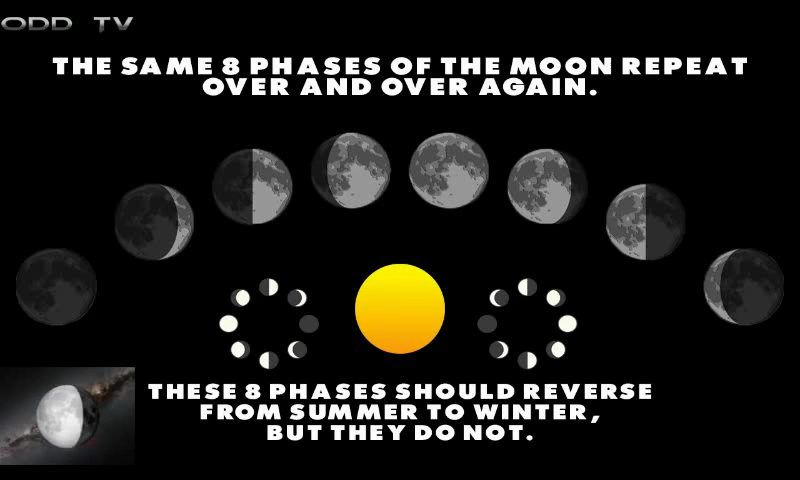 ODD TV
THE SAME 8 PHASES OF THE MOON REPEAT
OVER AND OVER AGAIN.
THESE 8 PHASES SHOULD REVERSE
FROM SUMMER TO WINTER,
BUT THEY DO NOT.